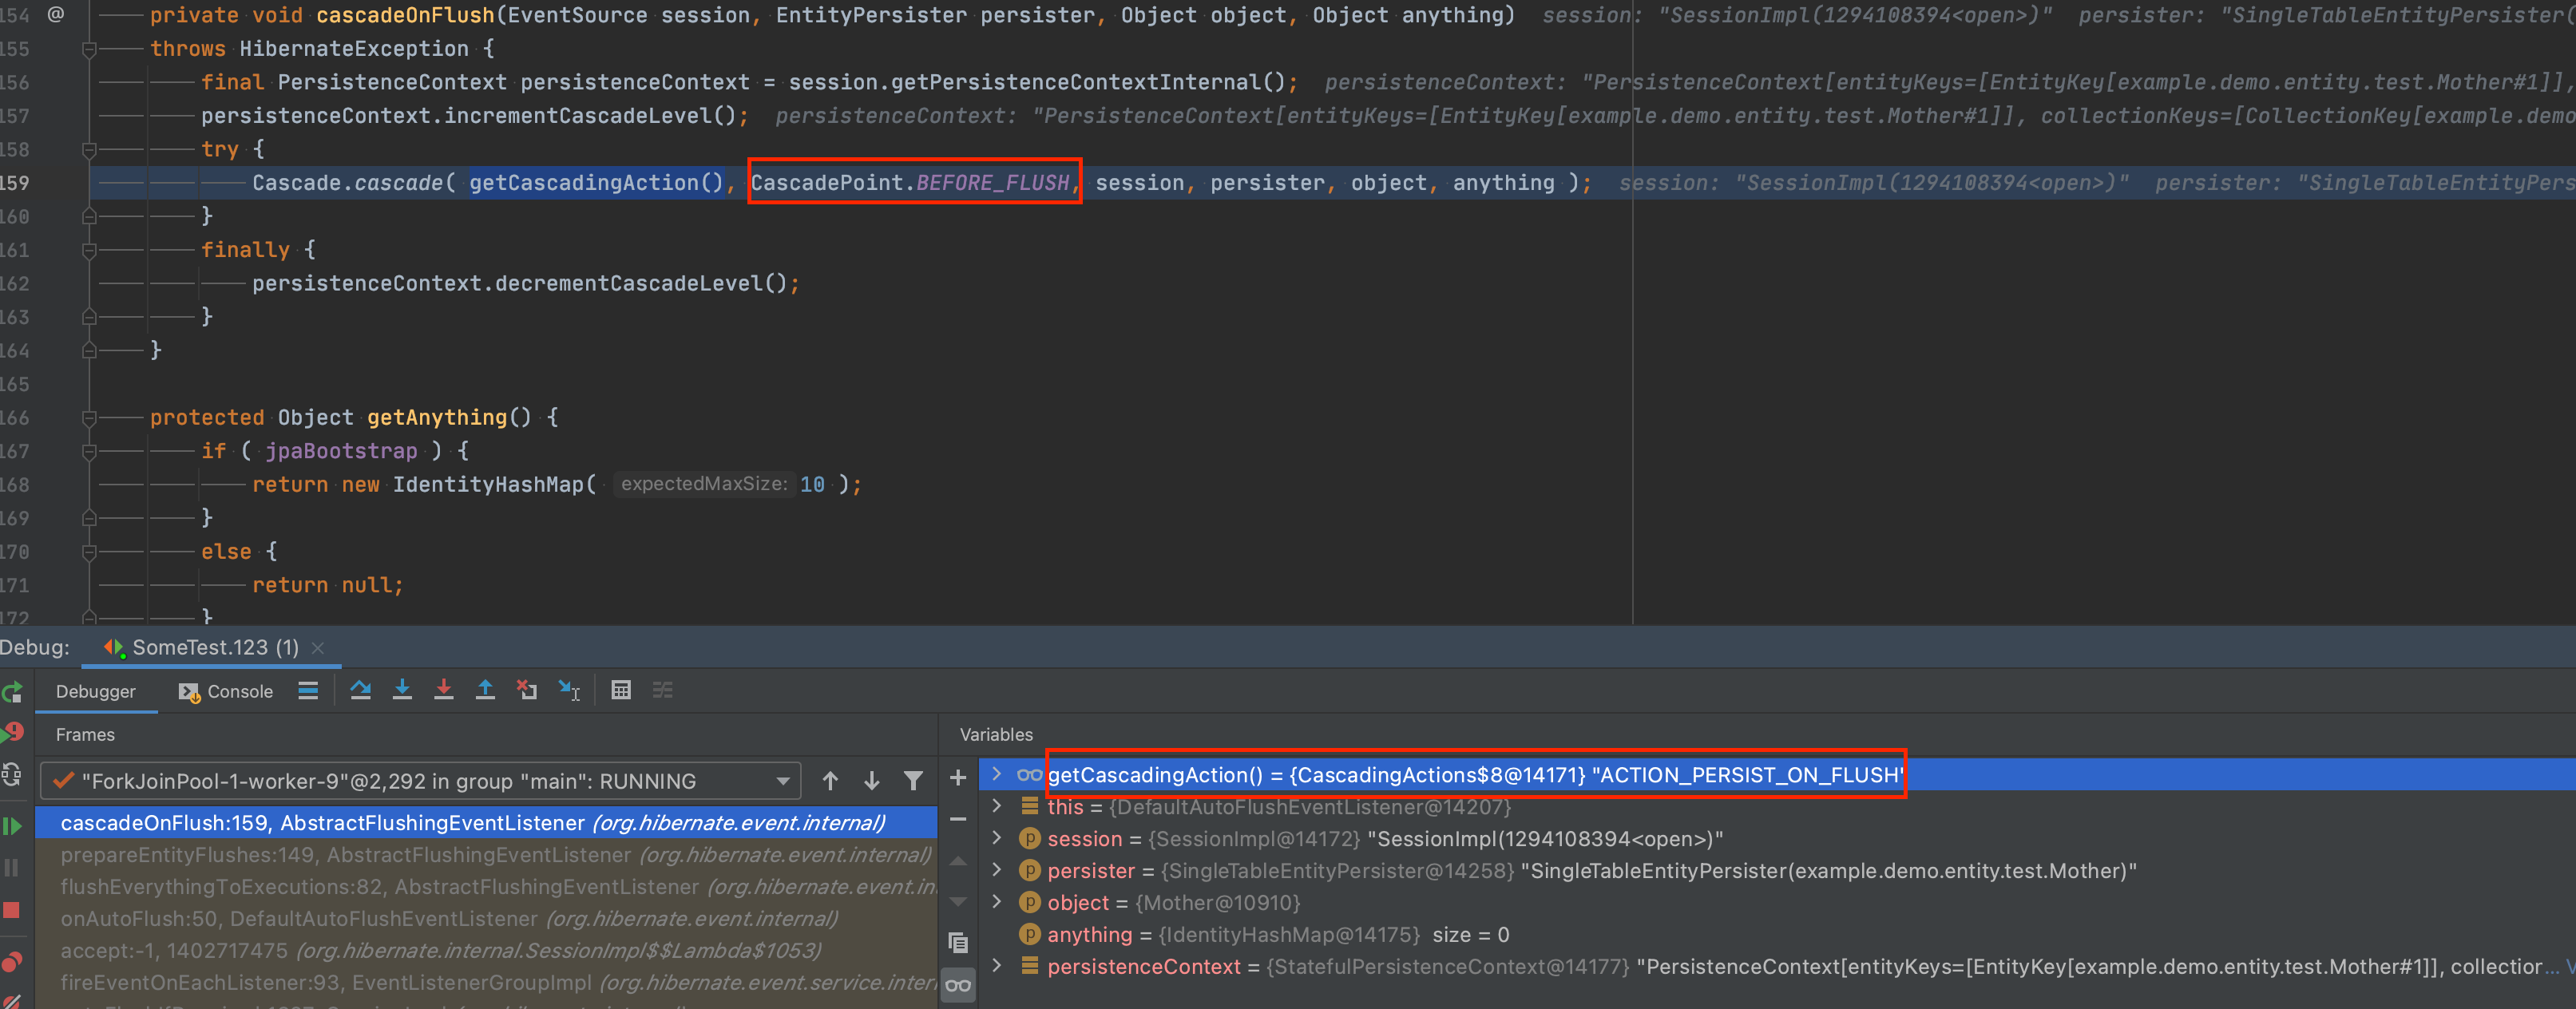 154 @ private void cascadeOnFlush(EventSource session, EntityPersister persister, Object object, Object anything) session: "SessionImpl(1294108394<open>)" persister: "SingleTableEntityPersister(
155 throws HibernateException {
156 final PersistenceContext persistenceContext = session.getPersistenceContextInternal(); persistenceContext: "PersistenceContext[entityKeys=[EntityKey[example.demo.entity.test.Mother#1]],
157 persistenceContext.incrementCascadeLevel(); persistenceContext: "PersistenceContext[entityKeys=[EntityKey[example.demo.entity.test.Mother#1]], collectionKeys=[CollectionKey[example.demo
158 try {
159 Cascade.cascade( getCascadingAction(), CascadePoint.BEFORE_FLUSH, session, persister, object, anything ); session: "SessionImpl(1294108394<open>)" persister: "SingleTableEntityPers
160 }
161 finally {
162 persistenceContext.decrementCascadeLevel();
163 }
164 }
165
166 protected Object getAnything() {
167 if ( jpaBootstrap ) {
168 return new IdentityHashMap( expectedMaxSize: 10 );
169 }
170 else {
171 return null;
172 }
Debug: SomeTest.123 (1)
Debugger Console
Frames Variables
"ForkJoinPool-1-worker-9"@2,292 in group "main": RUNNING
cascadeOnFlush:159, AbstractFlushingEventListener (org.hibernate.event.internal)
prepareEntityFlushes:149, AbstractFlushingEventListener (org.hibernate.event.internal)
flushEverythingToExecutions:82, AbstractFlushingEventListener (org.hibernate.event.in
onAutoFlush:50, DefaultAutoFlushEventListener (org.hibernate.event.internal)
accept:-1, 1402717475 (org.hibernate.internal.SessionImpl$$Lambda$1053)
fireEventOnEachListener:93, EventListenerGroupImpl (org.hibernate.event.service.inter
getCascadingAction() = {CascadingActions$8@14171} "ACTION_PERSIST_ON_FLUSH"
this = {DefaultAutoFlushEventListener@14207}
session = {SessionImpl@14172} "SessionImpl(1294108394<open>)"
persister = {SingleTableEntityPersister@14258} "SingleTableEntityPersister(example.demo.entity.test.Mother)"
object = {Mother@10910}
anything = {IdentityHashMap@14175} size = 0
persistenceContext = {StatefulPersistenceContext@14177} "PersistenceContext[entityKeys=[EntityKey[example.demo.entity.test.Mother#1]], collection... V